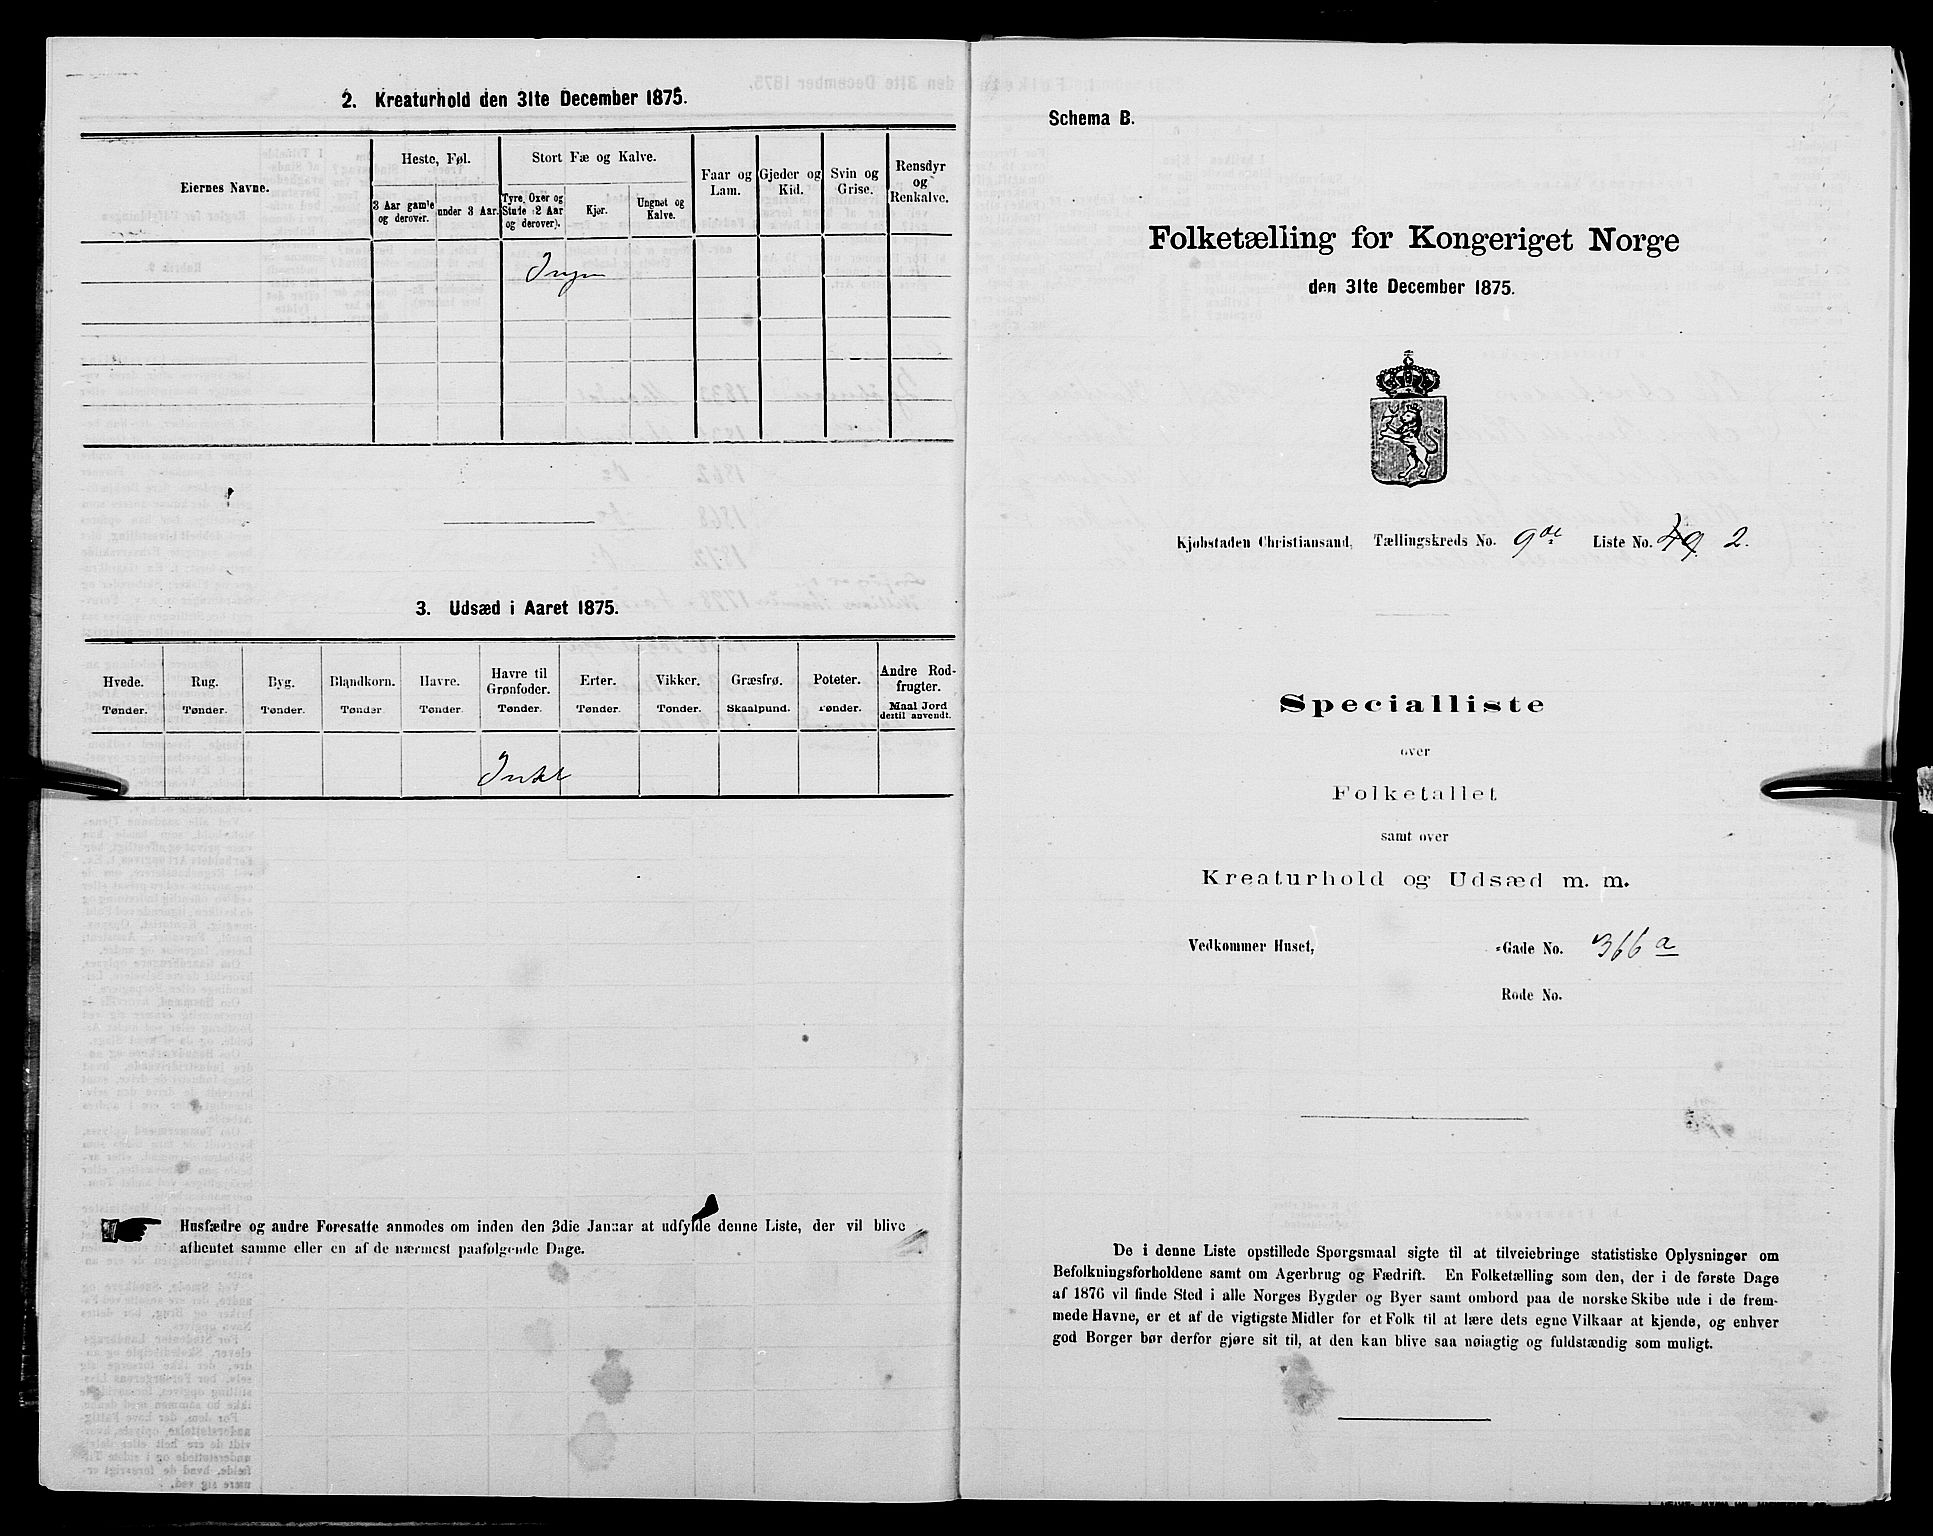 2. Kreaturhold den 31te December 1875.
Eiernes Navne.
Heste, Føl.
Stort Fæ og Kalve.
Faar og Lam.
Gjeder og Kid.
Svin og Grise.
Rensdyr og Renkalve.
3 Aar gamle og derover.
under 3 Aar.
Tyre, Oxer og Stude (2 Aar og derover).
Kjør.
Ungnøt og Kalve.
Ingen
3. Udsæd i Aaret 1875.
Hvede.
Rug.
Byg.
Blandkorn.
Havre.
Havre til Grønfoder.
Erter.
Vikker.
Græsfrø.
Poteter.
Andre Rodfrugter.
Tønder.
Tønder.
Tønder.
Tønder
Tønder.
Tønder.
Tønder.
Tønder.
Skaalpund.
Tønder.
Maal Jord dertil anvendt.
Intet
Husfædre og andre Foresatte anmodes om inden den 3die Januar at udfylde denne Liste, der vil blive
afhentet samme eller en af de nærmest paafølgende Dage.
Schema B.
Folketælling for Kongeriget Norge
den 31te December 1875.
Kjøbstaden Christiansand, Tællingskreds No. 9de Liste No. 2.
Specialliste
over
Folketallet
samt over
Kreaturhold og Udsæd m. m.
Vedkommer Huset, -Gade No. 366 a
Rode No.
De i denne Liste opstillede Spørgsmaal sigte til at tilveiebringe statistiske Oplysninger om
Befolkningsforholdene samt om Agerbrug og Fædrift. En Folketælling som den, der i de første Dage
af 1876 vil finde Sted i alle Norges Bygder og Byer samt ombord paa de norske Skibe ude i de frem-
mede Havne, er et af de vigtigste Midler for et Folk til at lære dets egne Vilkaar at kjende, og enhver
god Borger bør derfor gjøre sit til, at den kan blive saa nøiagtig og fuldstændig som muligt.